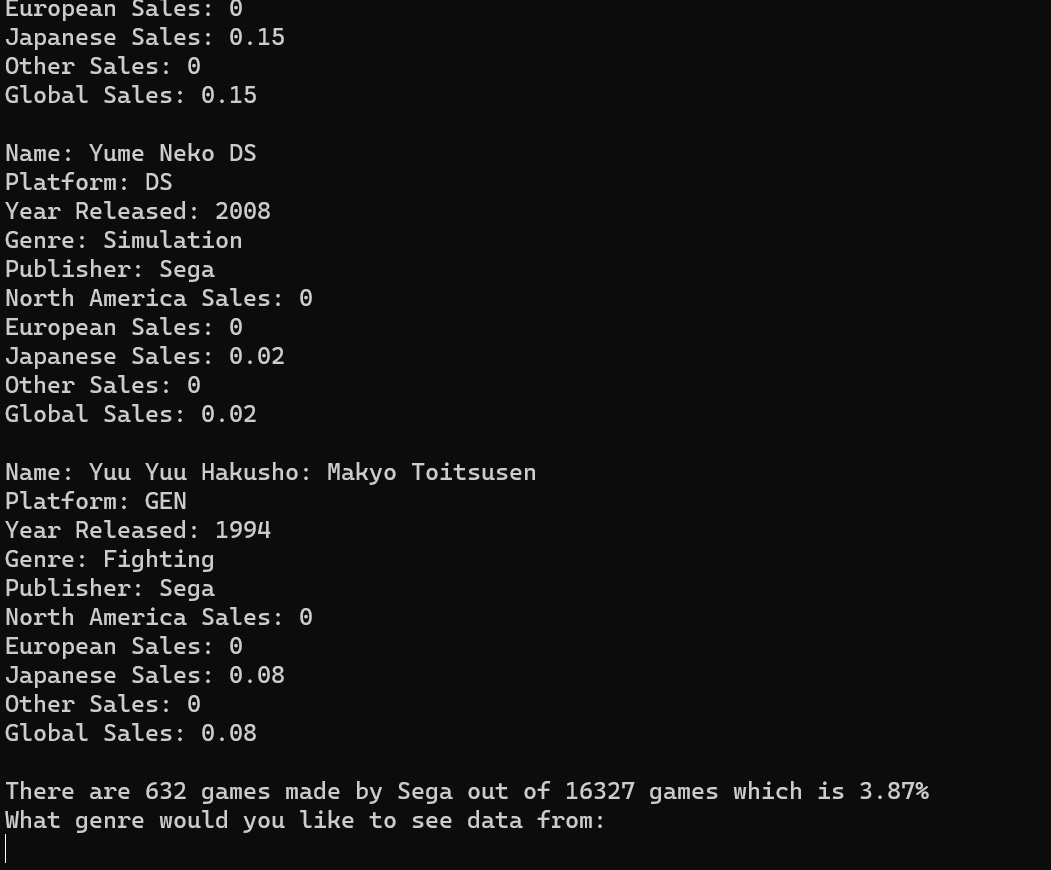 European Sales: 0
Japanese Sales: 0.15
Other Sales: 0
Global Sales: 0.15
Name: Yume Neko DS
Platform: DS
Year Released: 2008
Genre: Simulation
Publisher: Sega
North America Sales: 0
European Sales: 0
Japanese Sales: 0.02
Other Sales: 0
Global Sales: 0.02
Name: Yuu Yuu Hakusho: Makyo Toitsusen
Platform: GEN
Year Released: 1994
Genre: Fighting
Publisher: Sega
North America Sales: 0
European Sales: 0
Japanese Sales: 0.08
Other Sales: 0
Global Sales: 0.08
There are 632 games made by Sega out of 16327 games which is 3.87%
What genre would you like to see data from: